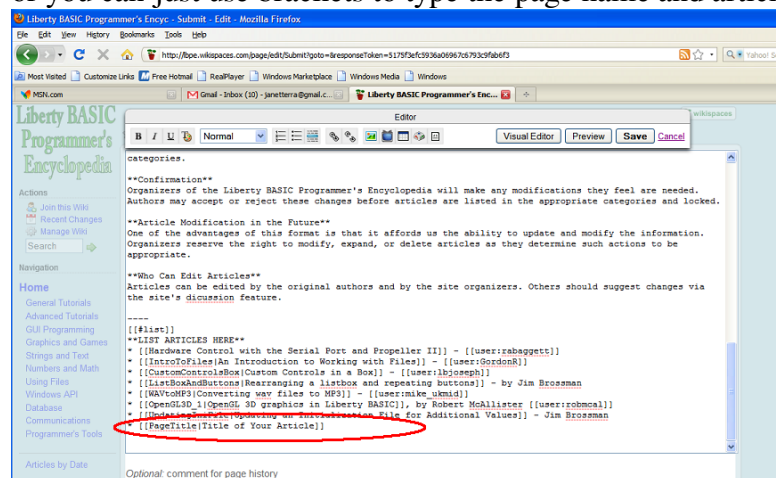 or you can just use brackets to type the page name and articl
Liberty BASIC Programmer's Encyc - Submit - Edit - Mozilla Firefox
File Edit View History Bookmarks Tools Help
http://lbpe.wikispaces.com/page/edit/Submit?goto=&responseToken=5175f3efc5936a06967c6793c9fab6f3
Yahoo! S
Most Visited Customize Links Free Hotmail RealPlayer Windows Marketplace Windows Media Windows
MSN.com
Gmail - Inbox (10) - janetterra@gmail.c...
Liberty BASIC Programmer's Enc...
Liberty BASIC
Programmer's
Encyclopedia
wikispaces
Editor
B I U Normal Visual Editor Preview Save Cancel
Actions
Join this Wiki
Recent Changes
Manage Wiki
Search
Navigation
Home
General Tutorials
Advanced Tutorials
GUI Programming
Graphics and Games
Strings and Text
Numbers and Math
Using Files
Windows API
Database
Communications
Programmer's Tools
Articles by Date
categories.
**Confirmation**
Organizers of the Liberty BASIC Programmer's Encyclopedia will make any modifications they feel are needed.
Authors may accept or reject these changes before articles are listed in the appropriate categories and locked.
**Article Modification in the Future**
One of the advantages of this format is that it affords us the ability to update and modify the information.
Organizers reserve the right to modify, expand, or delete articles as they determine such actions to be
appropriate.
**Who Can Edit Articles**
Articles can be edited by the original authors and by the site organizers. Others should suggest changes via
the site's dicussion feature.
----
[[#list]]
**LIST ARTICLES HERE**
* [[Hardware Control with the Serial Port and Propeller II]] - [[user:rabaggett]]
* [[IntroToFiles|An Introduction to Working with Files]] - [[user:GordonR]]
* [[CustomControlsBox|Custom Controls in a Box]] - [[user:lbjoseph]]
* [[ListBoxAndButtons|Rearranging a listbox and repeating buttons]] - by Jim Brossman
* [[WAVtoMP3|Converting wav files to MP3]] - [[user:mike_ukmid]]
* [[OpenGL3D_1|OpenGL 3D graphics in Liberty BASIC]], by Robert McAllister [[user:robmcal]]
* [[UpdatingIniFile|Updating an Initialization File for Additional Values]] - Jim Brossman
* [[PageTitle|Title of Your Article]]
Optional: comment for page history